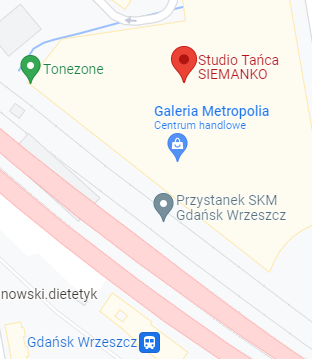 Studio Tańca
SIEMANKO
Tonezone
Galeria Metropolia
Centrum handlowe
Przystanek SKM
Gdańsk Wrzeszcz
nowski.dietetyk
Gdańsk Wrzeszcz